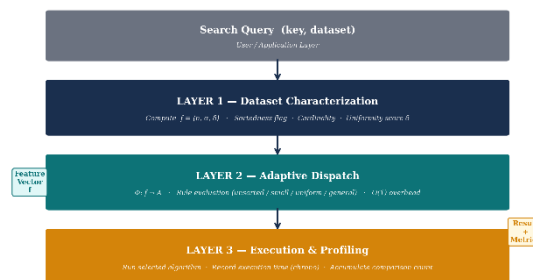 Search Query (key, dataset)
User / Application Layer
LAYER 1 — Dataset Characterization
Compute f = (n, σ, δ) · Sortedness flag · Cardinality · Uniformity score δ
LAYER 2 — Adaptive Dispatch
Φ: f → A · Rule evaluation (unsorted / small / uniform / general) · O(1) overhead
Feature
Vector
f
LAYER 3 — Execution & Profiling
Run selected algorithm · Record execution time (chrono) · Accumulate comparison count
Resu
+
Metric